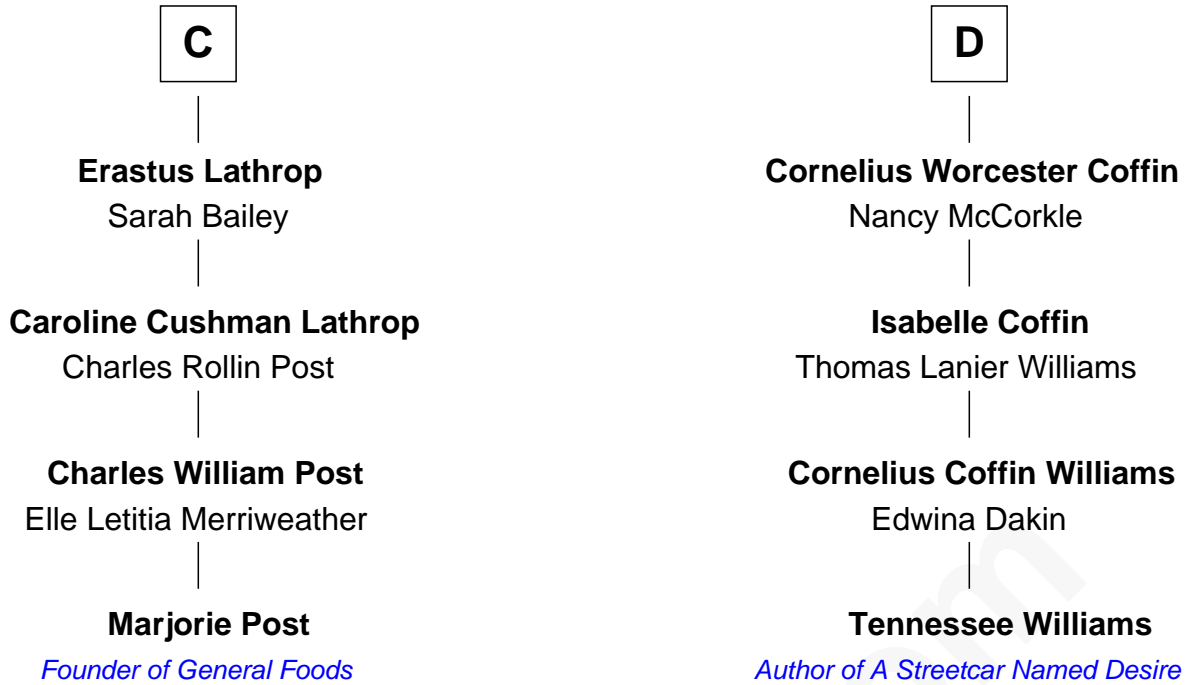 C
Erastus Lathrop
Sarah Bailey
Caroline Cushman Lathrop
Charles Rollin Post
Charles William Post
Elle Letitia Merriweather
Marjorie Post
Founder of General Foods
D
Cornelius Worcester Coffin
Nancy McCorkle
Isabelle Coffin
Thomas Lanier Williams
Cornelius Coffin Williams
Edwina Dakin
Tennessee Williams
Author of A Streetcar Named Desire